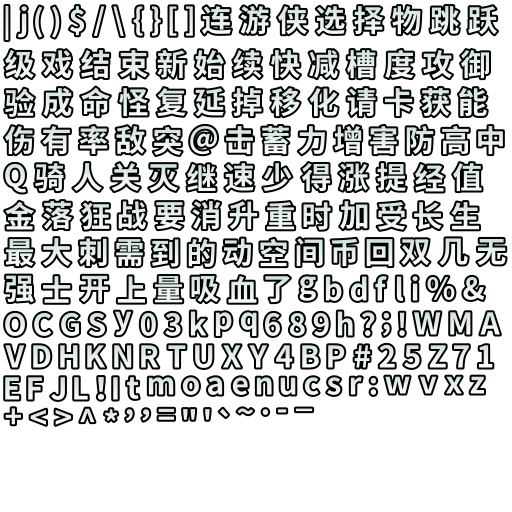 |j()$/\{}[]连游侠选择物跳跃
级戏结束新始续快减槽度攻御
验成命怪复延掉移化请卡获能
伤有率敌突@击蓄力增害防高中
Q骑人关灭继速少得涨提经值
金落狂战要消升重时加受长生
最大刺需到的动空间币回双几无
强士开上量吸血了gbdfli%&
OCGSy03kpq689h?;!WMA
VDHKNRTUXY4BP#25Z71
EFJL!Itmoaenucsr:wvxz
+<>^*’,="'`~·-—